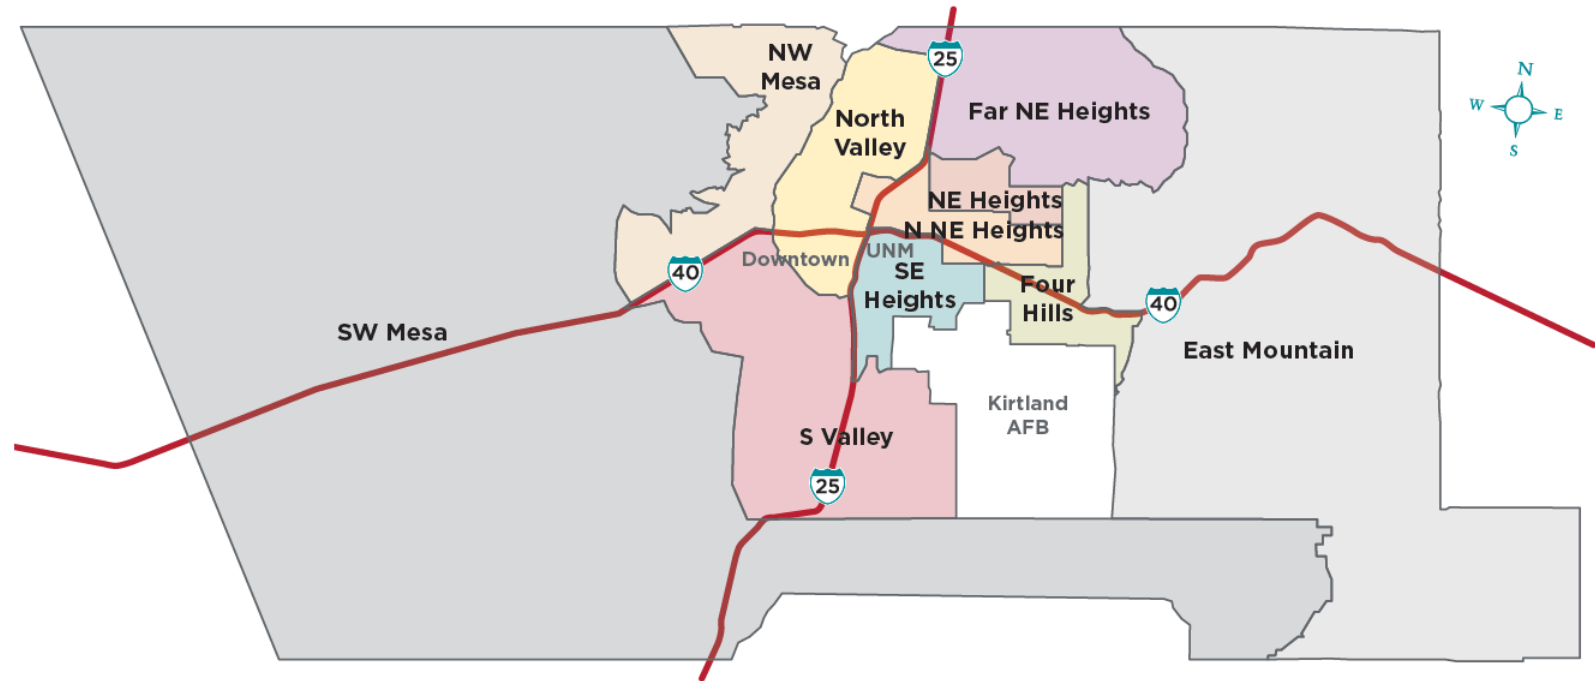 NW
Mesa
25
N
W
E
S
North
Valley
Far NE Heights
NE Heights
N NE Heights
UNM
Downtown
SE
Heights
40
Four
Hills
40
SW Mesa
East Mountain
Kirtland
AFB
S Valley
25